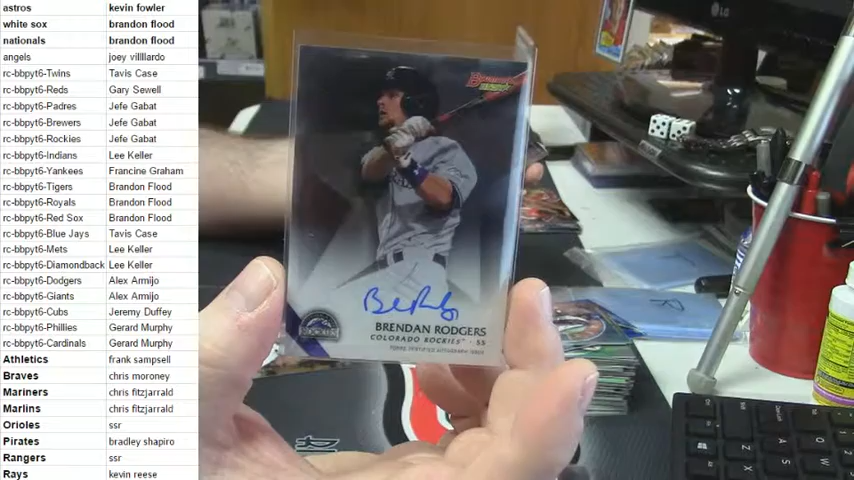 astros kevin fowler
white sox brandon flood
nationals brandon flood
angels joey villlardo
rc-bbpyt6-Twins Tavis Case
rc-bbpyt6-Reds Gary Sewell
rc-bbpyt6-Padres Jefe Gabat
rc-bbpyt6-Brewers Jefe Gabat
rc-bbpyt6-Rockies Jefe Gabat
rc-bbpyt6-Indians Lee Keller
rc-bbpyt6-Yankees Francine Graham
rc-bbpyt6-Tigers Brandon Flood
rc-bbpyt6-Royals Brandon Flood
rc-bbpyt6-Red Sox Brandon Flood
rc-bbpyt6-Blue Jays Tavis Case
rc-bbpyt6-Mets Lee Keller
rc-bbpyt6-Diamondback Lee Keller
rc-bbpyt6-Dodgers Alex Armijo
rc-bbpyt6-Giants Alex Armijo
rc-bbpyt6-Cubs Jeremy Duffey
rc-bbpyt6-Phillies Gerard Murphy
rc-bbpyt6-Cardinals Gerard Murphy
Athletics frank sampsell
Braves chris moroney
Mariners chris fitzjarrald
Marlins chris fitzjarrald
Orioles ssr
Pirates bradley shapiro
Rangers ssr
Rays kevin reese
LG
Bowman's
BEST
BRENDAN RODGERS
COLORADO ROCKIES · SS
TOPPS CERTIFIED AUTOGRAPH ISSUE
ROCKIES